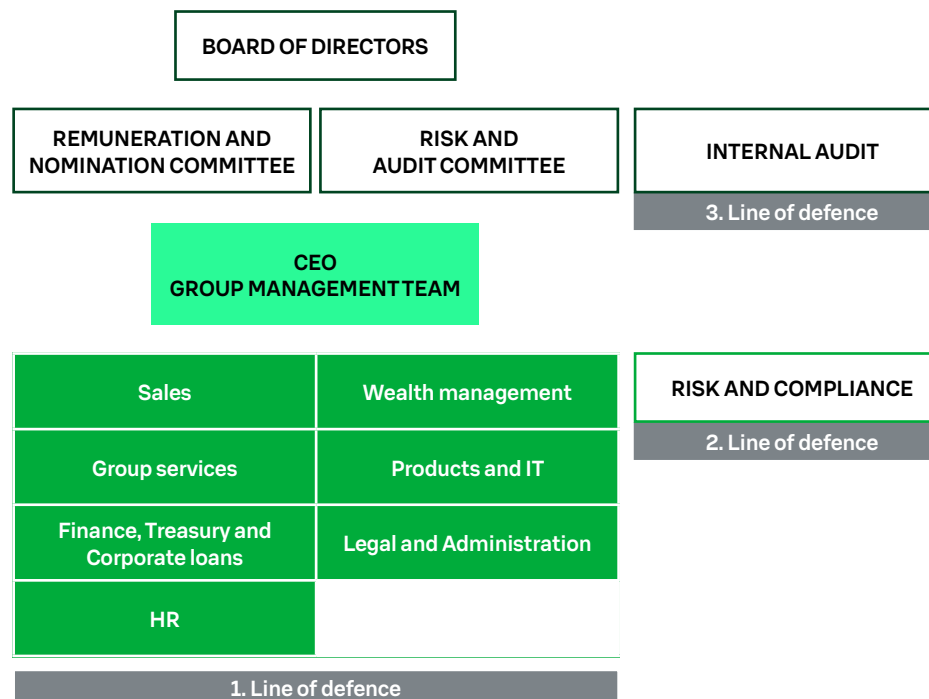 BOARD OF DIRECTORS
REMUNERATION AND
NOMINATION COMMITTEE
RISK AND
AUDIT COMMITTEE
INTERNAL AUDIT
3. Line of defence
CEO
GROUP MANAGEMENT TEAM
Sales
Wealth management
RISK AND COMPLIANCE
2. Line of defence
Group services
Products and IT
Finance, Treasury and
Corporate loans
Legal and Administration
HR
1. Line of defence